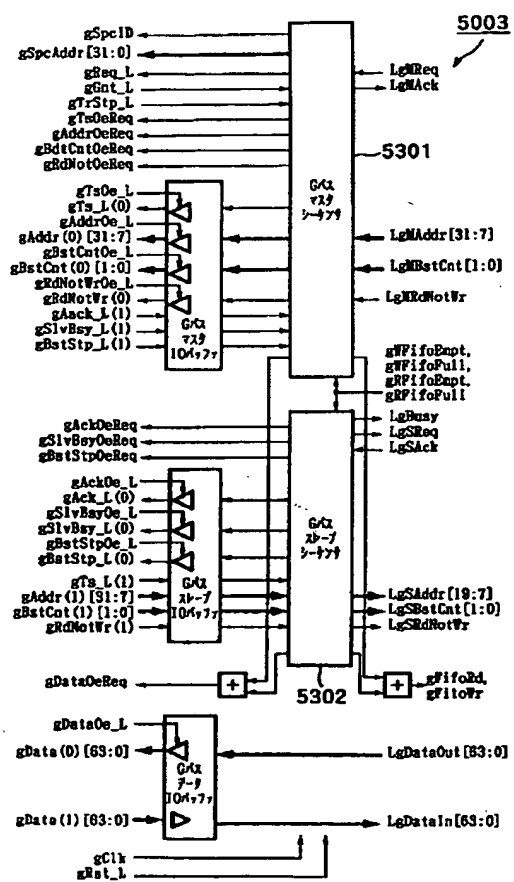 5003
gSpcID
gSpcAddr[31:0]
gReq_L
gGnt_L
gTrStp_L
gTsOeReq
gAddrOeReq
gBdtCntOeReq
gRdNotOeReq
LgMReq
LgMAck
5301
Gバス
マスタ
シーケンサ
gTsOe_L
gTs_L(0)
gAddrOe_L
gAddr(0)[31:7]
gBstCntOe_L
gBstCnt(0)[1:0]
gRdNotWrOe_L
gRdNotWr(0)
gAack_L(1)
gSlvBsy_L(1)
gBstStp_L(1)
Gバス
マスタ
IOバッファ
LgMAddr[31:7]
LgMBstCnt[1:0]
LgMRdNotWr
gWFifoEmpt,
gWFifoFull,
gRFifoEmpt,
gRFifoFull
gAckOeReq
gSlvBsyOeReq
gBstStpOeReq
LgBusy
LgSReq
LgSAck
gAckOe_L
gAck_L(0)
gSlvBsyOe_L
gSlvBsy_L(0)
gBstStpOe_L
gBstStp_L(0)
gTs_L(1)
gAddr(1)[31:7]
gBstCnt(1)[1:0]
gRdNotWr(1)
Gバス
スレーブ
IOバッファ
Gバス
スレーブ
シーケンサ
LgSAddr[19:7]
LgSBstCnt[1:0]
LgSRdNotWr
5302
gDataOeReq
+
+
gFifoRd,
gFifoWr
gDataOe_L
gData(0)[63:0]
gData(1)[63:0]
Gバス
データ
IOバッファ
LgDataOut[63:0]
LgDataIn[63:0]
gClk
gRst_L